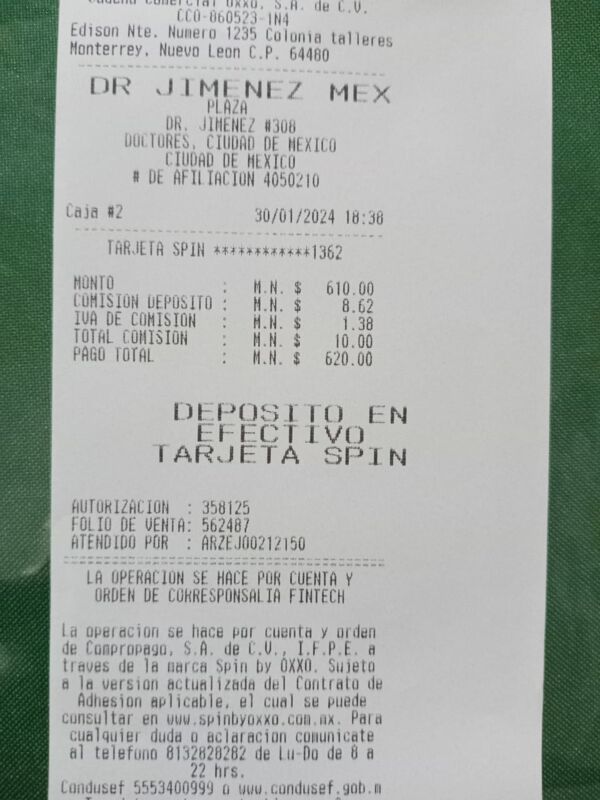 Cadena Comercial OXXO, S.A. de C.V.
CCO-860523-1N4
Edison Nte. Numero 1235 Colonia talleres
Monterrey, Nuevo Leon C.P. 64480
DR JIMENEZ MEX
PLAZA
DR. JIMENEZ #308
DOCTORES, CIUDAD DE MEXICO
CIUDAD DE MEXICO
# DE AFILIACION 4050210
Caja #2 30/01/2024 18:38
TARJETA SPIN ************1362
MONTO : M.N. $ 610.00
COMISION DEPOSITO : M.N. $ 8.62
IVA DE COMISION : M.N. $ 1.38
TOTAL COMISION : M.N. $ 10.00
PAGO TOTAL : M.N. $ 620.00
DEPOSITO EN
EFECTIVO
TARJETA SPIN
AUTORIZACION : 358125
FOLIO DE VENTA: 562487
ATENDIDO POR : ARZEJ00212150
LA OPERACION SE HACE POR CUENTA Y
ORDEN DE CORRESPONSALIA FINTECH
La operacion se hace por cuenta y orden
de Compropago, S.A. de C.V., I.F.P.E. a
traves de la marca Spin by OXXO. Sujeto
a la version actualizada del Contrato de
Adhesion aplicable, el cual se puede
consultar en www.spinbyoxxo.com.mx. Para
cualquier duda o aclaracion comunicate
al telefono 8132828282 de Lu-Do de 8 a
22 hrs.
Condusef 5553400999 o www.condusef.gob.m